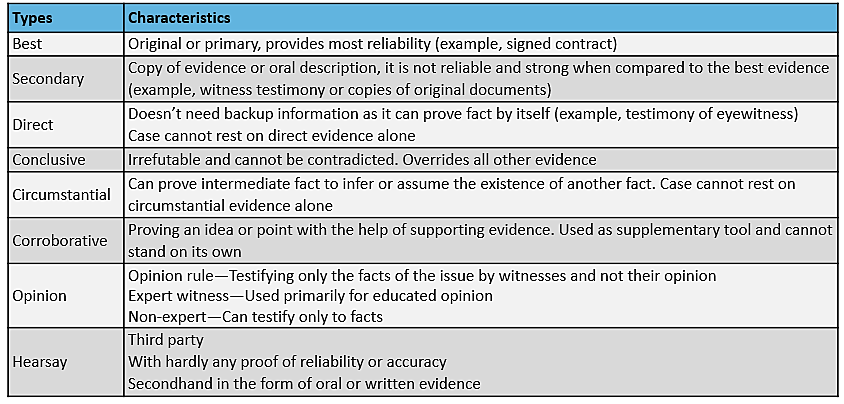 Types Characteristics
Best Original or primary, provides most reliability (example, signed contract)
Secondary Copy of evidence or oral description, it is not reliable and strong when compared to the best evidence
(example, witness testimony or copies of original documents)
Direct Doesn’t need backup information as it can prove fact by itself (example, testimony of eyewitness)
Case cannot rest on direct evidence alone
Conclusive Irrefutable and cannot be contradicted. Overrides all other evidence
Circumstantial Can prove intermediate fact to infer or assume the existence of another fact. Case cannot rest on
circumstantial evidence alone
Corroborative Proving an idea or point with the help of supporting evidence. Used as supplementary tool and cannot
stand on its own
Opinion Opinion rule—Testifying only the facts of the issue by witnesses and not their opinion
Expert witness—Used primarily for educated opinion
Non-expert—Can testify only to facts
Hearsay Third party
With hardly any proof of reliability or accuracy
Secondhand in the form of oral or written evidence